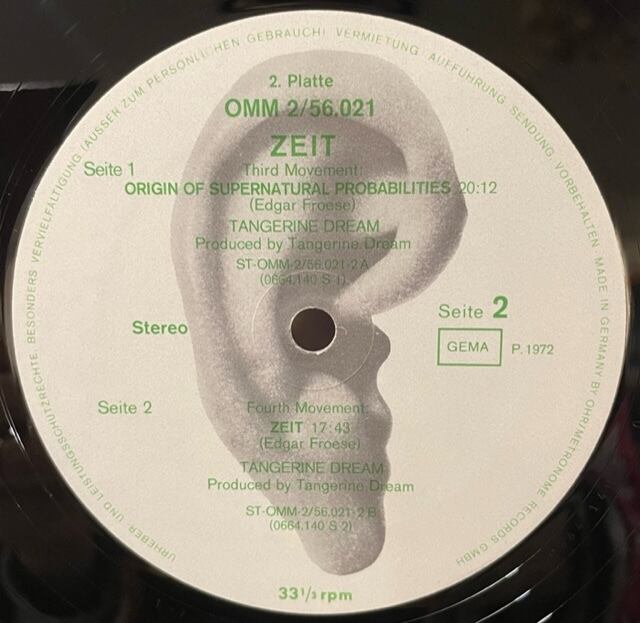 URHEBER UND LEISTUNGSSCHUTZRECHTE. BESONDERS VERVIELFÄLTIGUNG (AUSSER ZUM PERSÖNLICHEN GEBRAUCH) VERMIETUNG AUFFÜHRUNG SENDUNG VORBEHALTEN MADE IN GERMANY BY OHR/METRONOME RECORDS GMBH
2. Platte
OMM 2/56.021
ZEIT
Seite 1
Third Movement:
ORIGIN OF SUPERNATURAL PROBABILITIES 20:12
(Edgar Froese)
TANGERINE DREAM
Produced by Tangerine Dream
ST-OMM-2/56.021-2 A
(0664.140 S 1)
Seite 2
Stereo
GEMA P. 1972
Seite 2
Fourth Movement:
ZEIT 17:43
(Edgar Froese)
TANGERINE DREAM
Produced by Tangerine Dream
ST-OMM-2/56.021-2 B
(0664.140 S 2)
33 1/3 rpm